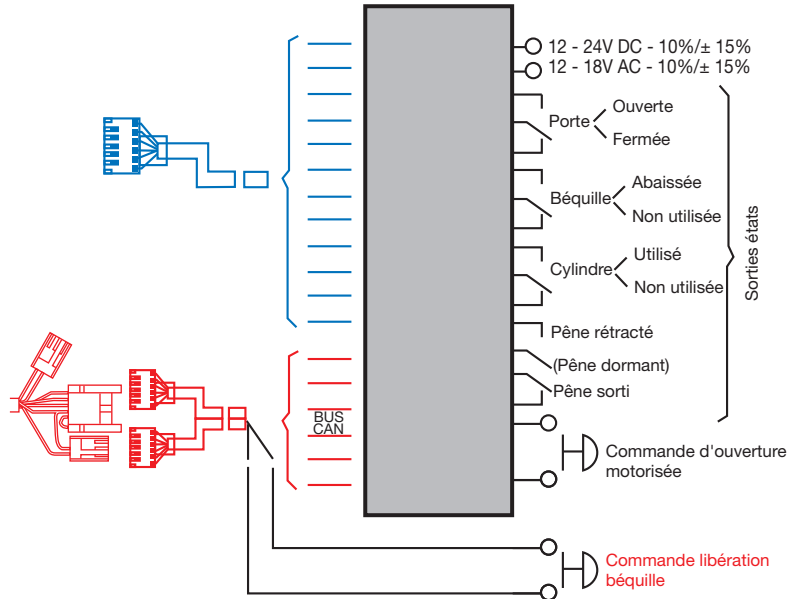 12 - 24V DC - 10%/± 15%
12 - 18V AC - 10%/± 15%
Porte
Ouverte
Fermée
Béquille
Abaissée
Non utilisée
Cylindre
Utilisé
Non utilisée
Pêne rétracté
(Pêne dormant)
Pêne sorti
Sorties états
BUS
CAN
Commande d'ouverture
motorisée
Commande libération
béquille